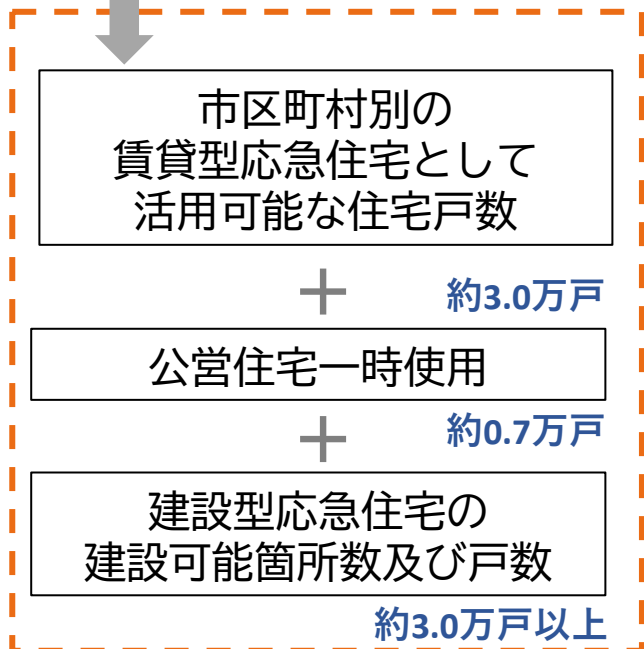 市区町村別の
賃貸型応急住宅として
活用可能な住宅戸数
＋
約3.0万戸
公営住宅一時使用
＋
約0.7万戸
建設型応急住宅の
建設可能箇所数及び戸数
約3.0万戸以上